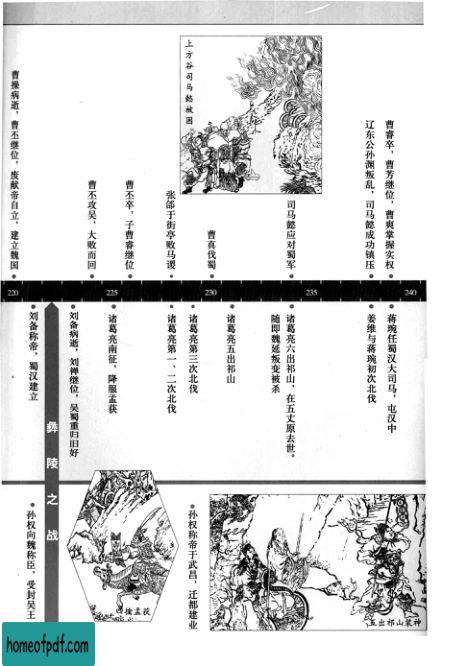 上方谷司马懿被困
曹操病逝，曹丕继位，废献帝自立，建立魏国
曹丕攻吴，大败而回
曹丕卒，子曹睿继位
张郃于街亭败马谡
曹真伐蜀
司马懿应对蜀军
辽东公孙渊叛乱，司马懿成功镇压
曹睿卒，曹芳继位，曹爽掌握实权
220 225 230 235 240
刘备称帝，蜀汉建立
刘备病逝，刘禅继位，吴蜀重归旧好
诸葛亮南征，降服孟获
诸葛亮第一、二次北伐
诸葛亮第三次北伐
诸葛亮五出祁山
随即魏延叛变被杀
诸葛亮六出祁山，在五丈原去世。
姜维与蒋琬初次北伐
蒋琬任蜀汉大司马，屯汉中
彝陵之战
孙权向魏称臣，受封吴王
孙权称帝于武昌，迁都建业
擒孟获
五出祁山装神
homeofpdf.com